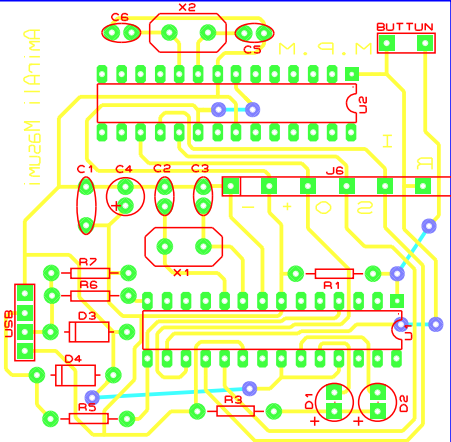 X2
C6
C5
BUTTUN
AmirAli MaSuMi
U2
C1
C4
C2
C3
J6
+
X1
R7
R6
R1
USB
D3
U
D4
R5
R3
D1
D2
+
+